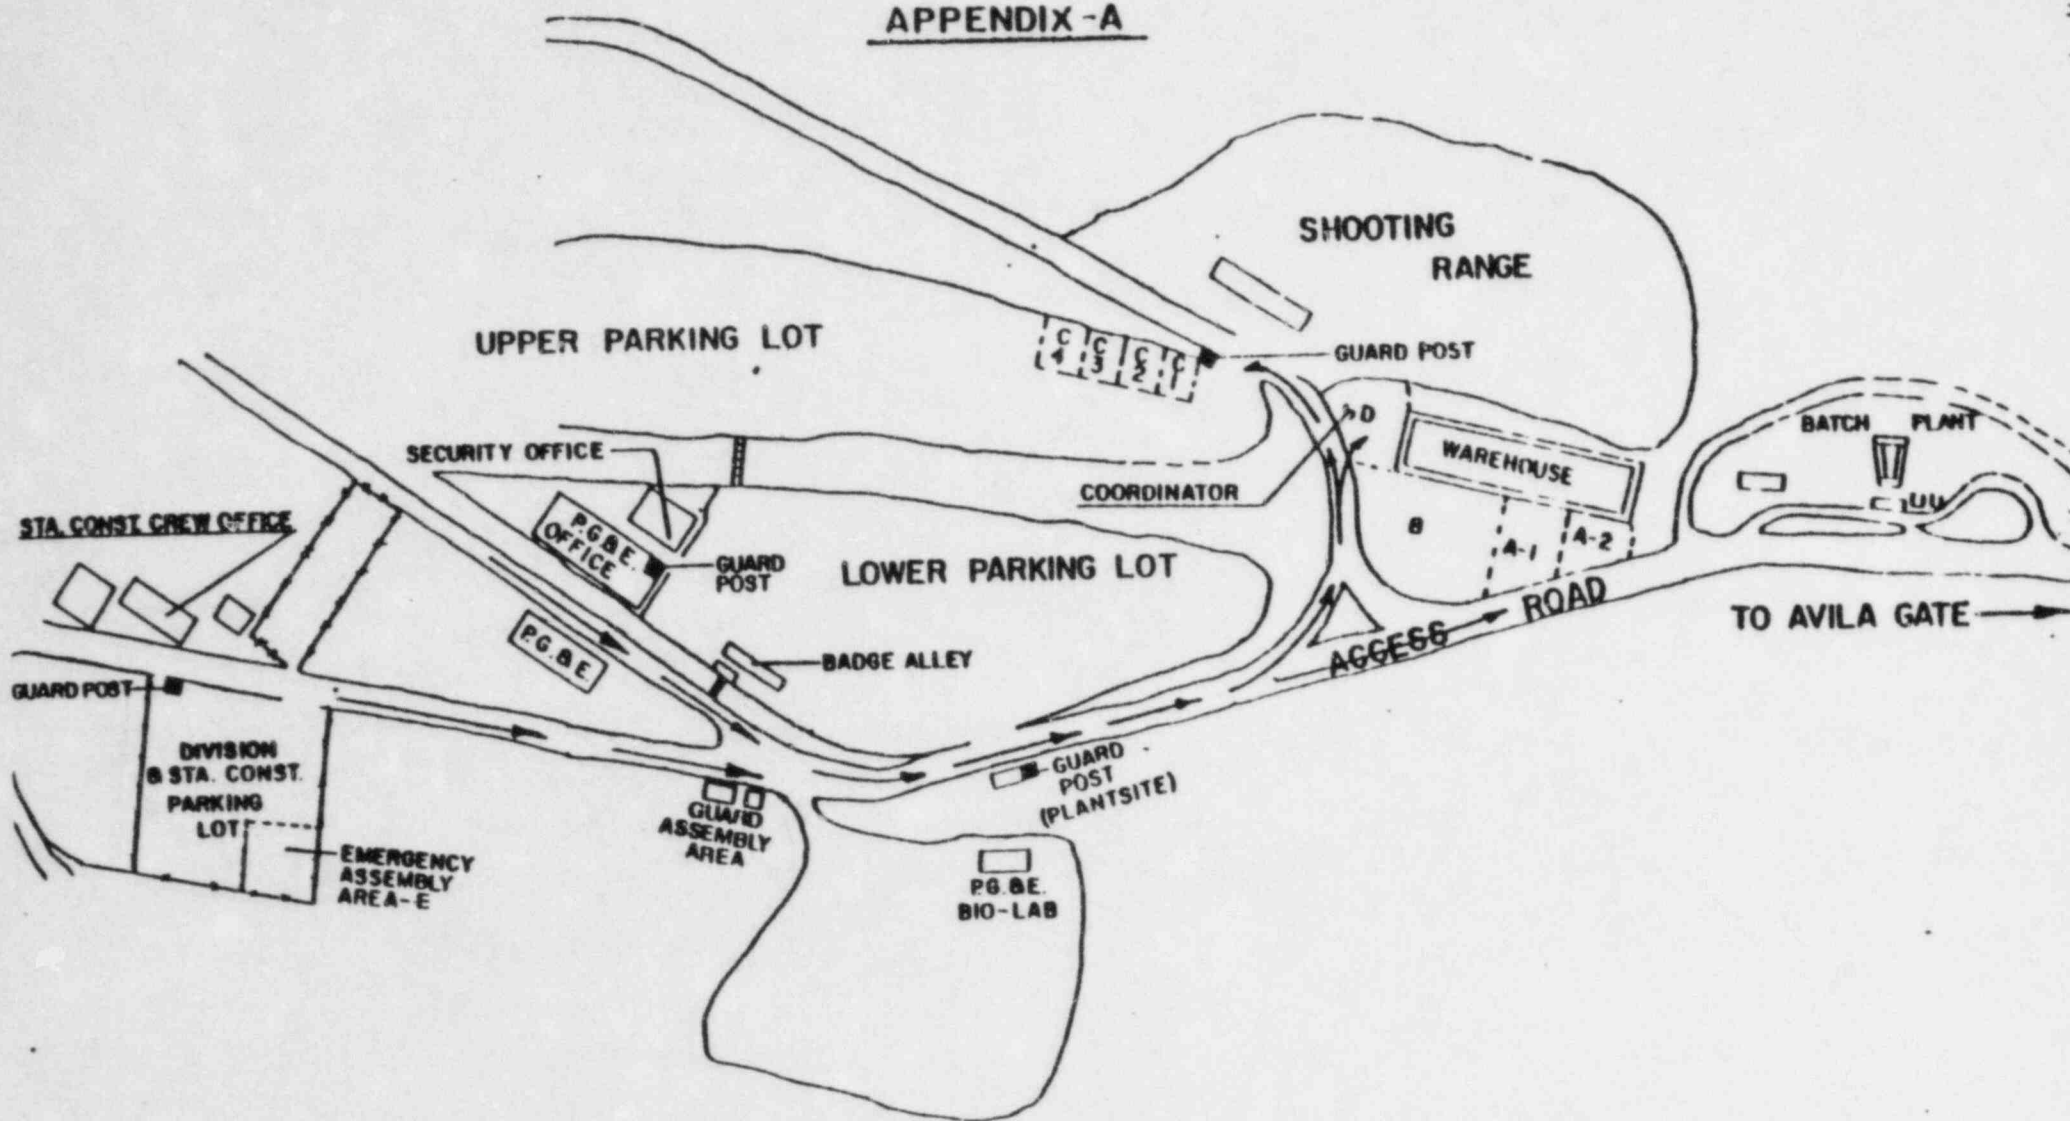 APPENDIX-A
SHOOTING
RANGE
UPPER PARKING LOT
C
4
C
3
C
2
C
1
GUARD POST
D
BATCH PLANT
SECURITY OFFICE
WAREHOUSE
COORDINATOR
STA. CONST. CREW OFFICE
P.G.&E.
OFFICE
GUARD
POST
LOWER PARKING LOT
B
A-1
A-2
ACCESS ROAD
TO AVILA GATE
P.G.&E.
BADGE ALLEY
GUARD POST
DIVISION
& STA. CONST.
PARKING
LOT
GUARD
POST
(PLANTSITE)
GUARD
ASSEMBLY
AREA
EMERGENCY
ASSEMBLY
AREA-E
P.G.&E.
BIO-LAB